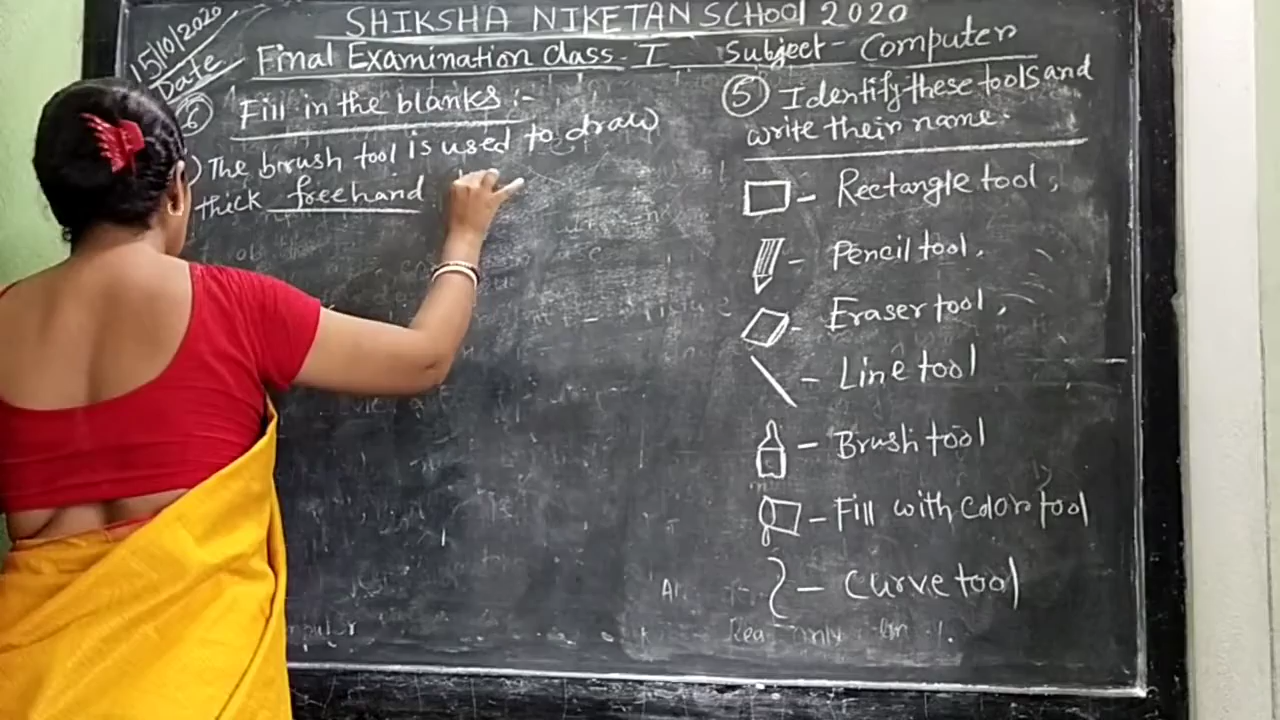 SHIKSHA NIKETAN SCHOOL 2020
15/10/2020
Date
Final Examination Class - I Subject - Computer
6 Fill in the blanks :-
) The brush tool is used to draw
thick freehand
5 Identify these tools and
write their name.
- Rectangle tool,
- Pencil tool,
- Eraser tool,
- Line tool
- Brush tool
- Fill with color tool
- Curve tool